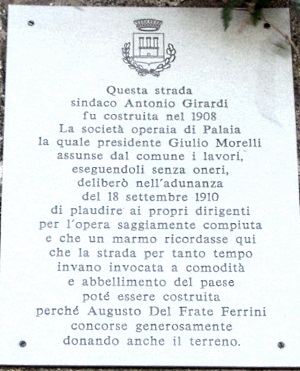 Questa strada
sindaco Antonio Girardi
fu costruita nel 1908
La società operaia di Palaia
la quale presidente Giulio Morelli
assunse dal comune i lavori,
eseguendoli senza oneri,
deliberò nell'adunanza
del 18 settembre 1910
di plaudire ai propri dirigenti
per l'opera saggiamente compiuta
e che un marmo ricordasse qui
che la strada per tanto tempo
invano invocata a comodità
e abbellimento del paese
poté essere costruita
perché Augusto Del Frate Ferrini
concorse generosamente
donando anche il terreno.